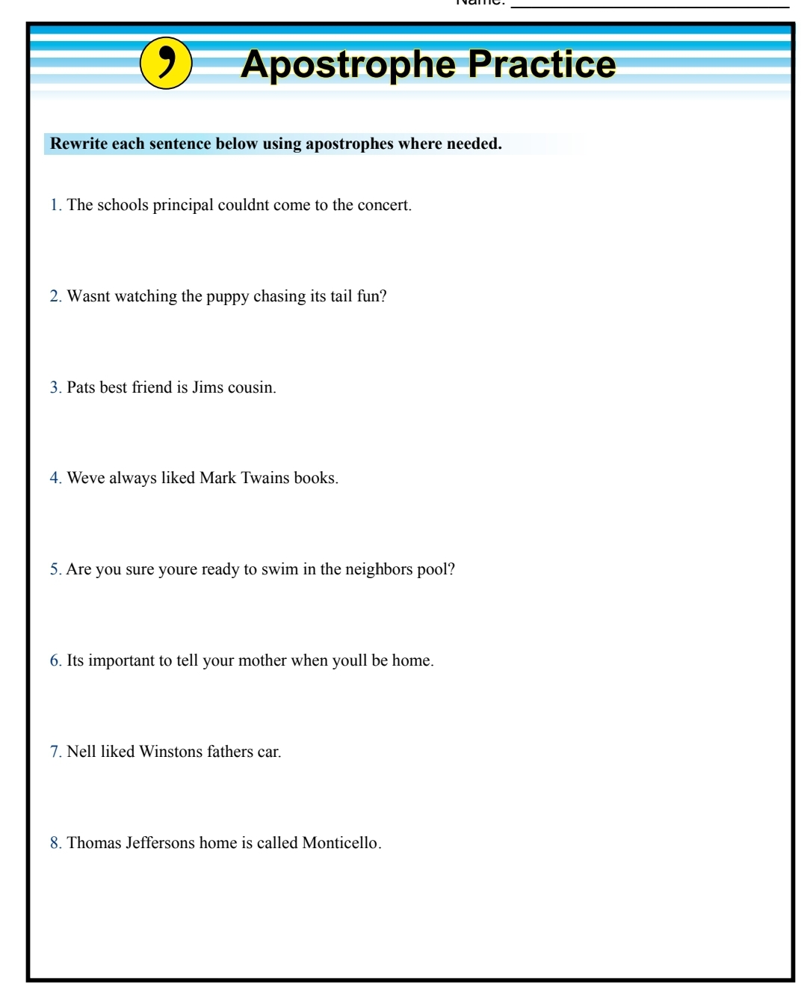 Name:
Apostrophe Practice
Rewrite each sentence below using apostrophes where needed.
1. The schools principal couldnt come to the concert.
2. Wasnt watching the puppy chasing its tail fun?
3. Pats best friend is Jims cousin.
4. Weve always liked Mark Twains books.
5. Are you sure youre ready to swim in the neighbors pool?
6. Its important to tell your mother when youll be home.
7. Nell liked Winstons fathers car.
8. Thomas Jeffersons home is called Monticello.